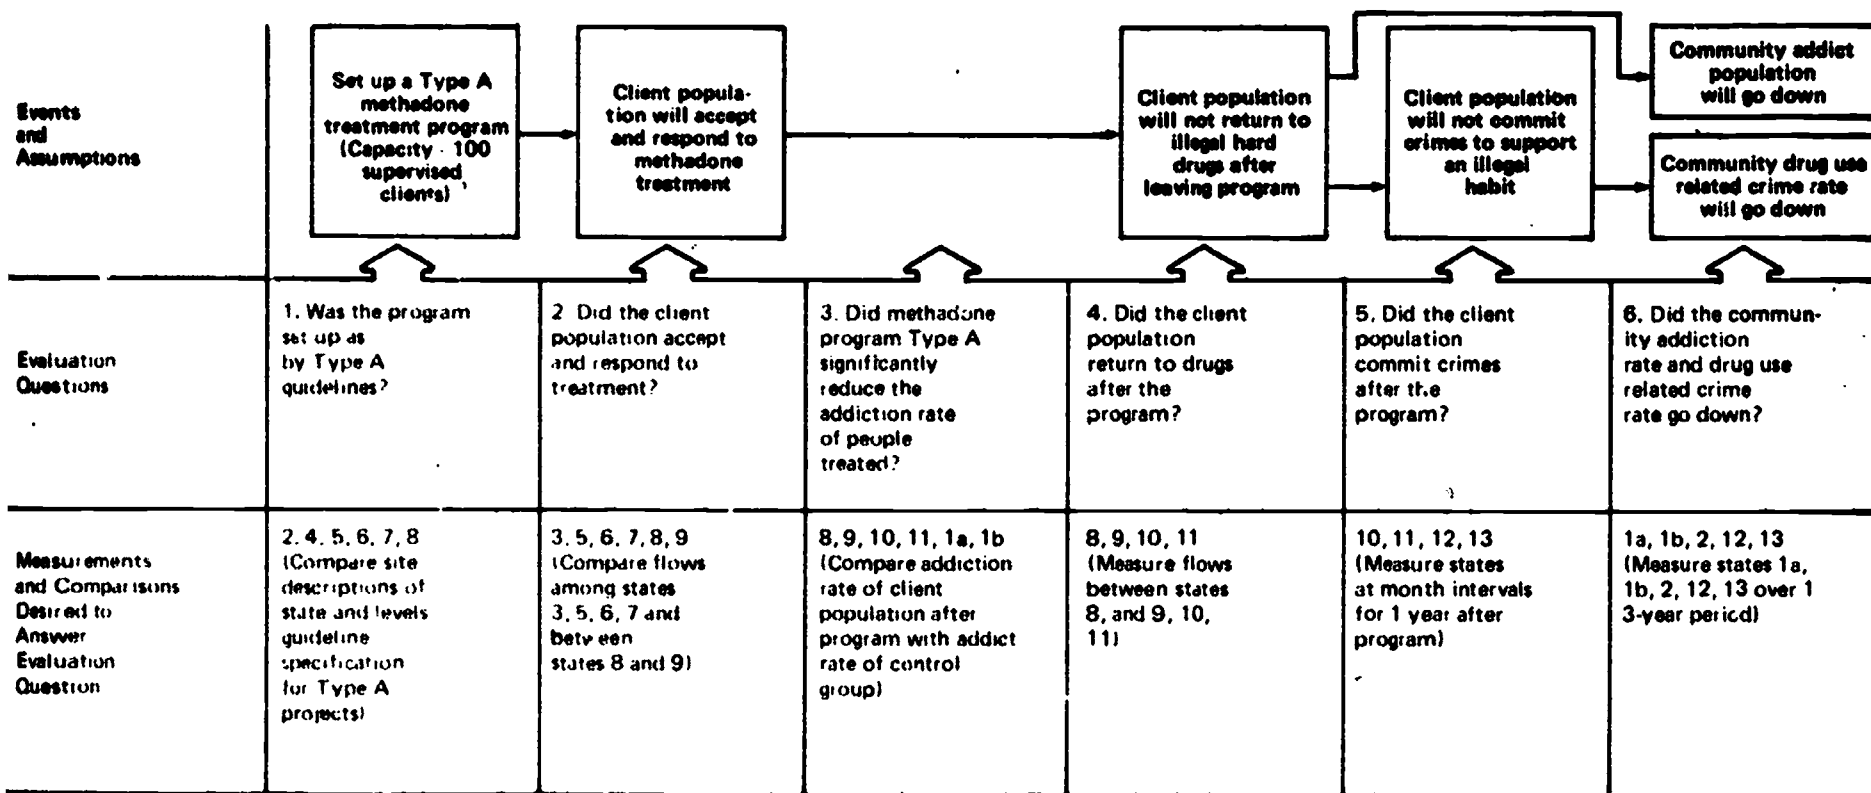 Events
and
Assumptions
Set up a Type A
methadone
treatment program
(Capacity · 100
supervised
clients)
Client popula-
tion will accept
and respond to
methadone
treatment
Client population
will not return to
illegal hard
drugs after
leaving program
Client population
will not commit
crimes to support
an illegal
habit
Community addict
population
will go down
Community drug use
related crime rate
will go down
Evaluation
Questions
1. Was the program
set up as
by Type A
guidelines?
2 Did the client
population accept
and respond to
treatment?
3. Did methadone
program Type A
significantly
reduce the
addiction rate
of people
treated?
4. Did the client
population
return to drugs
after the
program?
5. Did the client
population
commit crimes
after the
program?
6. Did the commun-
ity addiction
rate and drug use
related crime
rate go down?
Measurements
and Comparisons
Desired to
Answer
Evaluation
Question
2. 4. 5, 6, 7, 8
(Compare site
descriptions of
state and levels
guideline
specification
for Type A
projects)
3. 5, 6, 7, 8, 9
(Compare flows
among states
3, 5, 6, 7 and
between
states 8 and 9)
8, 9, 10, 11, 1a, 1b
(Compare addiction
rate of client
population after
program with addict
rate of control
group)
8, 9, 10, 11
(Measure flows
between states
8, and 9, 10,
11)
10, 11, 12, 13
(Measure states
at month intervals
for 1 year after
program)
1a, 1b, 2, 12, 13
(Measure states 1a,
1b, 2, 12, 13 over 1
3-year period)